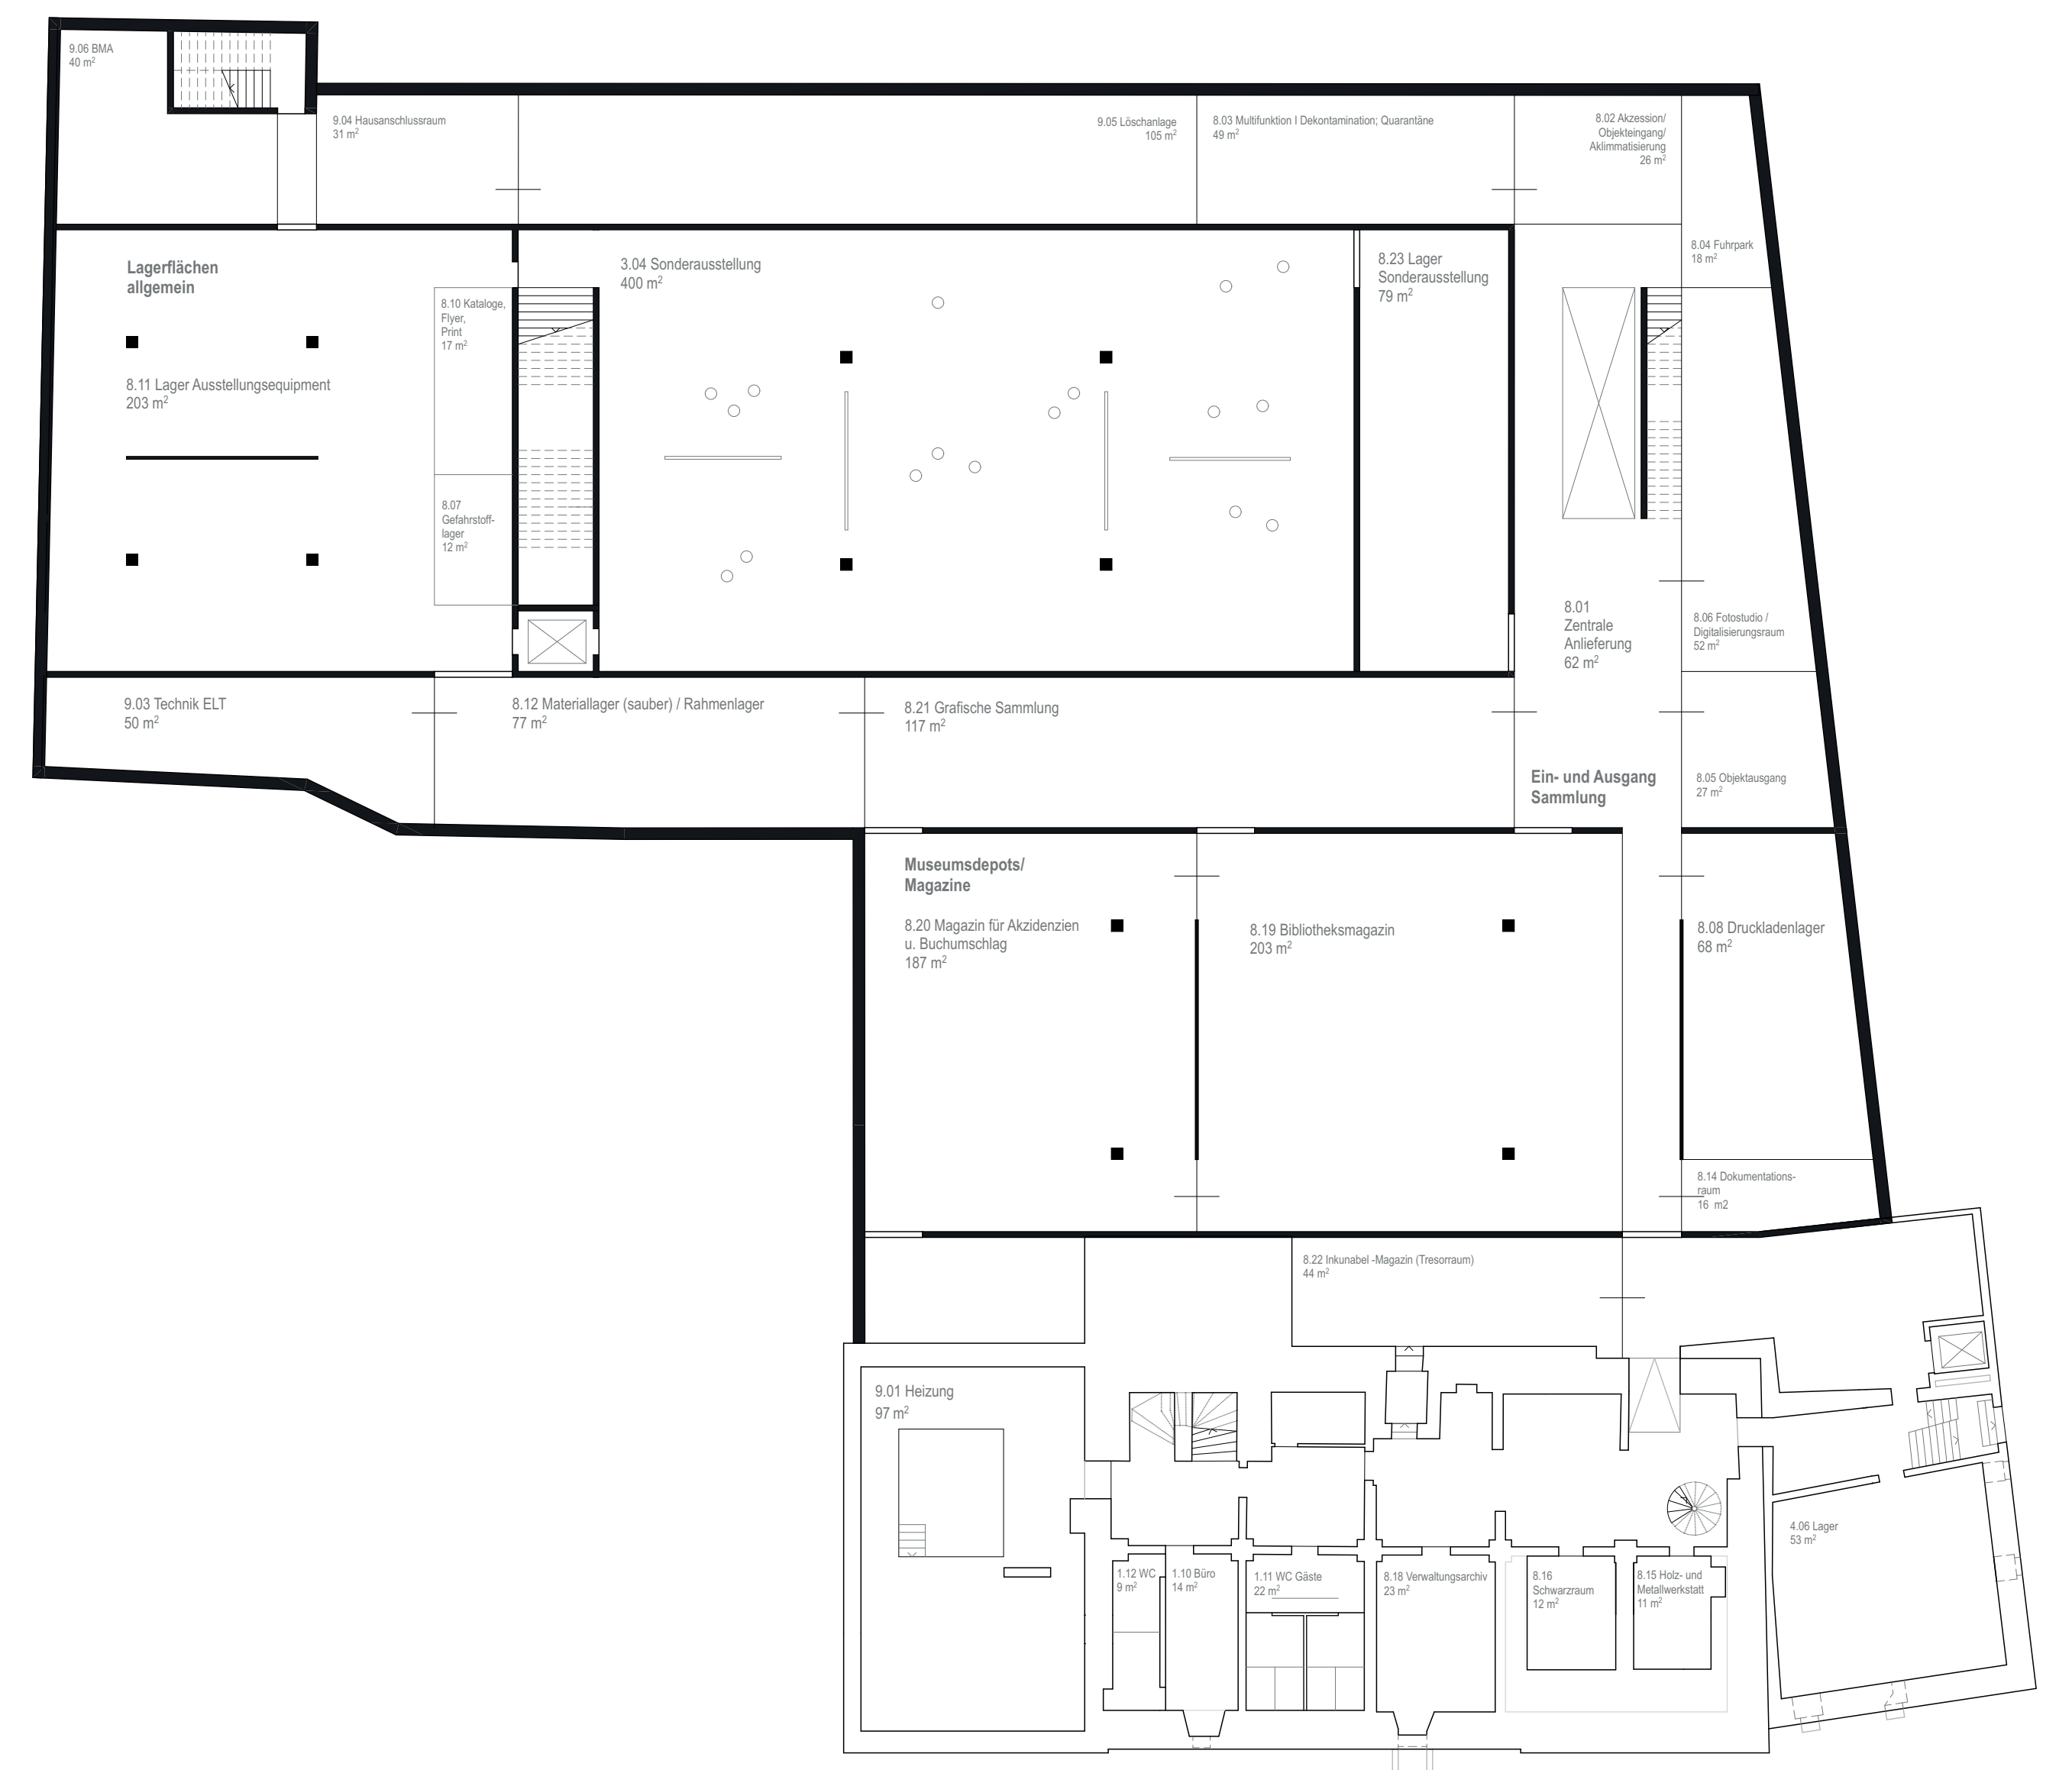 9.06 BMA
40 m²
9.04 Hausanschlussraum
31 m²
9.05 Löschanlage
105 m²
8.03 Multifunktion I Dekontamination; Quarantäne
49 m²
8.02 Akzession/
Objekteingang/
Aklimmatisierung
26 m²
Lagerflächen
allgemein
8.11 Lager Ausstellungsequipment
203 m²
8.10 Kataloge,
Flyer,
Print
17 m²
8.07
Gefahrstoff-
lager
12 m²
3.04 Sonderausstellung
400 m²
8.23 Lager
Sonderausstellung
79 m²
8.04 Fuhrpark
18 m²
8.01
Zentrale
Anlieferung
62 m²
8.06 Fotostudio /
Digitalisierungsraum
52 m²
9.03 Technik ELT
50 m²
8.12 Materiallager (sauber) / Rahmenlager
77 m²
8.21 Grafische Sammlung
117 m²
Ein- und Ausgang
Sammlung
8.05 Objektausgang
27 m²
Museumsdepots/
Magazine
8.20 Magazin für Akzidenzien
u. Buchumschlag
187 m²
8.19 Bibliotheksmagazin
203 m²
8.08 Druckladenlager
68 m²
8.14 Dokumentations-
raum
16 m2
8.22 Inkunabel -Magazin (Tresorraum)
44 m²
9.01 Heizung
97 m²
1.12 WC
9 m²
1.10 Büro
14 m²
1.11 WC Gäste
22 m²
8.18 Verwaltungsarchiv
23 m²
8.16
Schwarzraum
12 m²
8.15 Holz- und
Metallwerkstatt
11 m²
4.06 Lager
53 m²